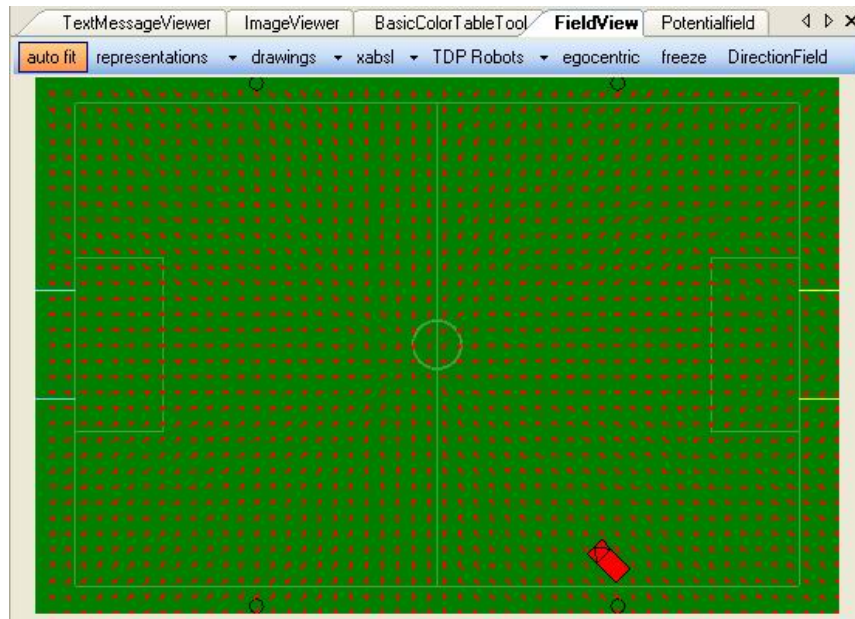 TextMessageViewer ImageViewer BasicColorTableTool FieldView Potentialfield
auto fit representations drawings xabsl TDP Robots egocentric freeze DirectionField